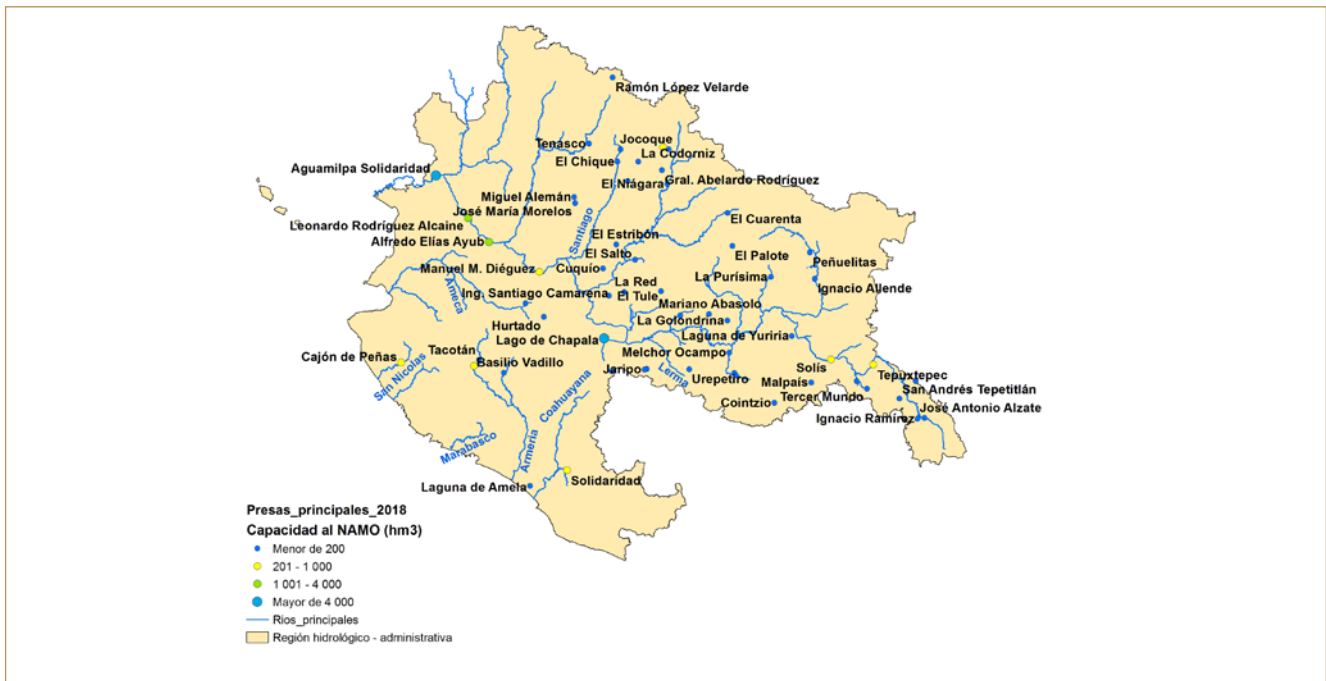 Ramón López Velarde
Jocoque
Tenasco
La Codorniz
El Chique
Aguamilpa Solidaridad
El Niágara
Gral. Abelardo Rodríguez
Miguel Alemán
José María Morelos
El Cuarenta
Leonardo Rodríguez Alcaine
Santiago
El Estribón
Alfredo Elías Ayub
El Salto
El Palote
Peñuelitas
Manuel M. Diéguez
Cuquío
La Purísima
Ignacio Allende
Ameca
La Red
Ing. Santiago Camarena
El Tule
Mariano Abasolo
La Golondrina
Hurtado
Lago de Chapala
Laguna de Yuriria
Tacotán
Melchor Ocampo
Cajón de Peñas
Basilio Vadillo
Solís
San Nicolas
Jaripo
Lerma
Urepetiro
Tepuxtepec
Malpaís
San Andrés Tepetitlán
Tercer Mundo
Cointzio
Coahuayana
José Antonio Alzate
Ignacio Ramírez
Marabasco
Armeria
Solidaridad
Laguna de Amela
Presas_principales_2018
Capacidad al NAMO (hm3)
Menor de 200
201 - 1 000
1 001 - 4 000
Mayor de 4 000
Rios_principales
Región hidrológico - administrativa